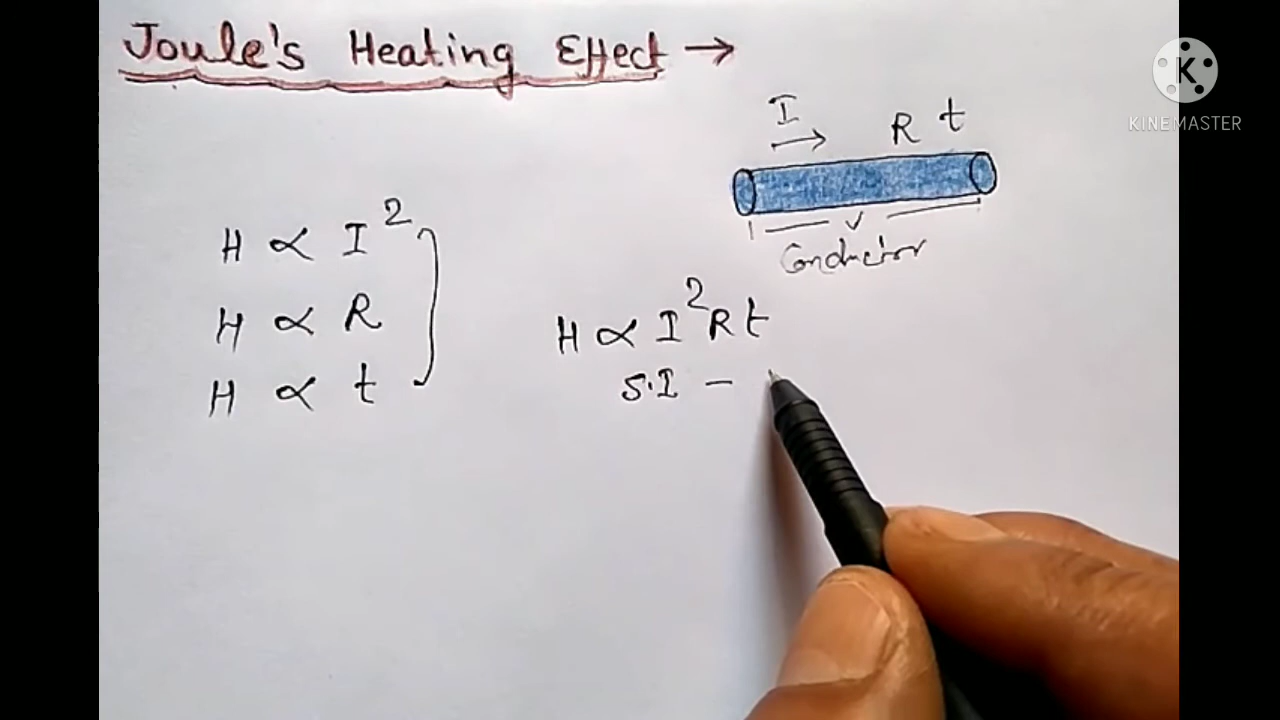 Joule's Heating Effect →
K
KINEMASTER
I → R t
Conductor
H ∝ I²
H ∝ R
H ∝ t
H ∝ I²Rt
S.I -